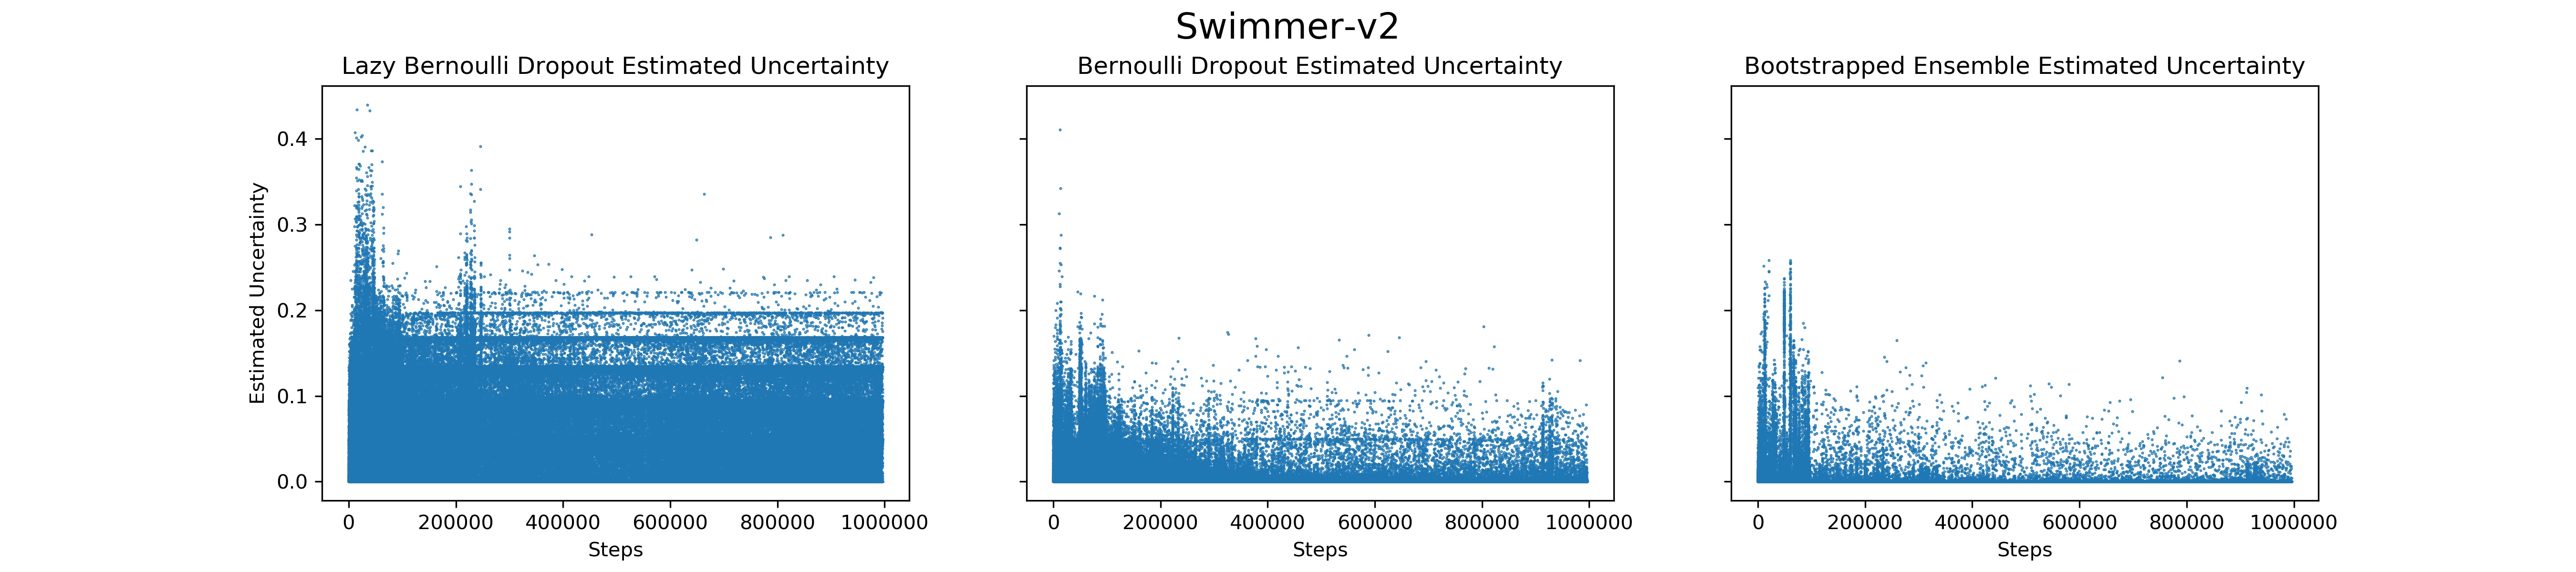 Swimmer-v2
Lazy Bernoulli Dropout Estimated Uncertainty
Bernoulli Dropout Estimated Uncertainty
Bootstrapped Ensemble Estimated Uncertainty
Estimated Uncertainty
0.4
0.3
0.2
0.1
0.0
0 200000 400000 600000 800000 1000000
0 200000 400000 600000 800000 1000000
0 200000 400000 600000 800000 1000000
Steps
Steps
Steps